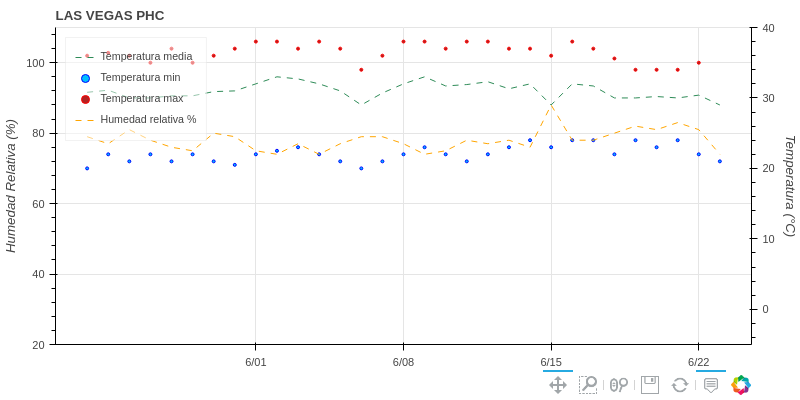 LAS VEGAS PHC
Temperatura media
Temperatura min
Temperatura max
Humedad relativa %
Humedad Relativa (%)
100
80
60
40
20
40
30
20
10
0
Temperatura (°C)
6/01
6/08
6/15
6/22